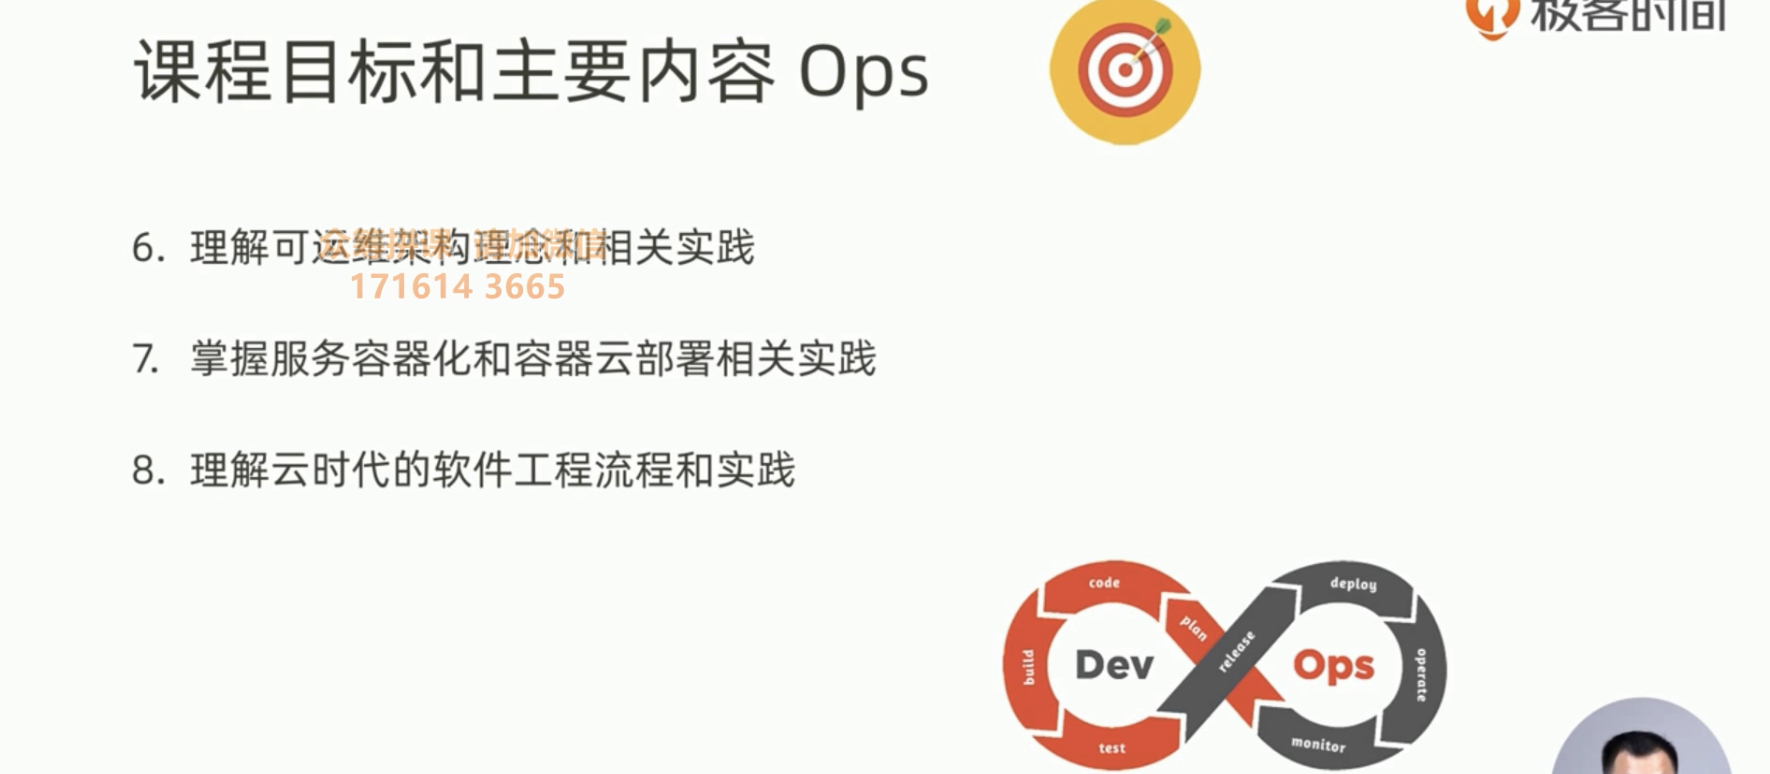 极客时间
课程目标和主要内容 Ops
6. 理解可运维架构理念和相关实践
171614 3665
7. 掌握服务容器化和容器云部署相关实践
8. 理解云时代的软件工程流程和实践
code
deploy
plan
release
build
Dev
Ops
operate
test
monitor